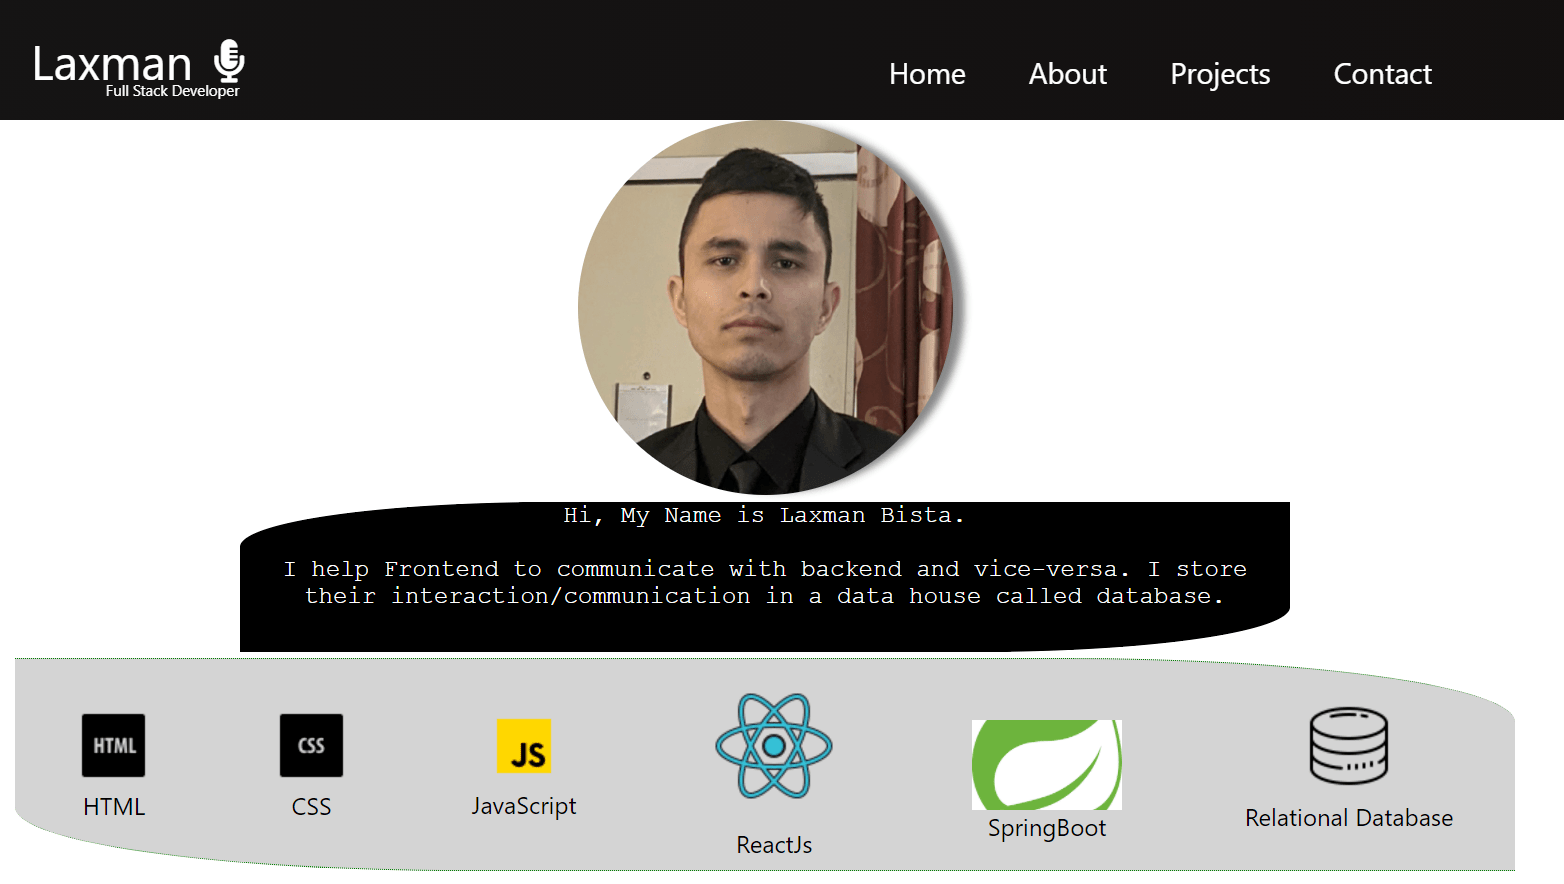 Laxman
Full Stack Developer
Home About Projects Contact
Hi, My Name is Laxman Bista.
I help Frontend to communicate with backend and vice-versa. I store
their interaction/communication in a data house called database.
HTML
CSS
JS
HTML
CSS
JavaScript
ReactJs
SpringBoot
Relational Database